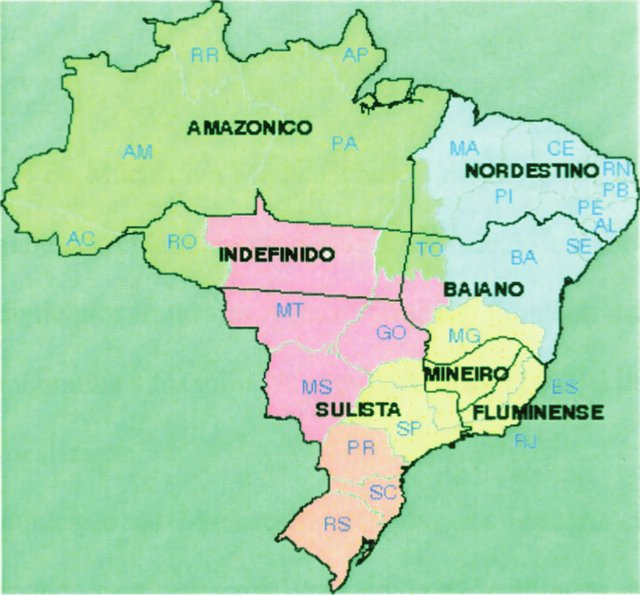 RR
AP
AMAZONICO
AM
PA
MA
CE
NORDESTINO
RN
PI
PB
PE
AL
AC
RO
INDEFINIDO
TO
BA
SE
BAIANO
MT
GO
MG
MS
MINEIRO
ES
SULISTA
FLUMINENSE
SP
RJ
PR
SC
RS